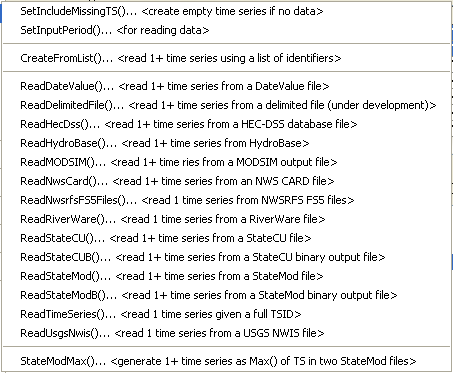 SetIncludeMissingTS()... <create empty time series if no data>
SetInputPeriod()... <for reading data>
CreateFromList()... <read 1+ time series using a list of identifiers>
ReadDateValue()... <read 1+ time series from a DateValue file>
ReadDelimitedFile()... <read 1+ time series from a delimited file (under development)>
ReadHecDss()... <read 1+ time series from a HEC-DSS database file>
ReadHydroBase()... <read 1+ time series from HydroBase>
ReadMODSIM()... <read 1+ time ries from a MODSIM output file>
ReadNwsCard()... <read 1+ time series from an NWS CARD file>
ReadNwsrfsFS5Files()... <read 1 time series from NWSRFS FS5 files>
ReadRiverWare()... <read 1 time series from a RiverWare file>
ReadStateCU()... <read 1+ time series from a StateCU file>
ReadStateCUB()... <read 1+ time series from a StateCU binary output file>
ReadStateMod()... <read 1+ time series from a StateMod file>
ReadStateModB()... <read 1+ time series from a StateMod binary output file>
ReadTimeSeries()... <read 1 time series given a full TSID>
ReadUsgsNwis()... <read 1 time series from a USGS NWIS file>
StateModMax()... <generate 1+ time series as Max() of TS in two StateMod files>